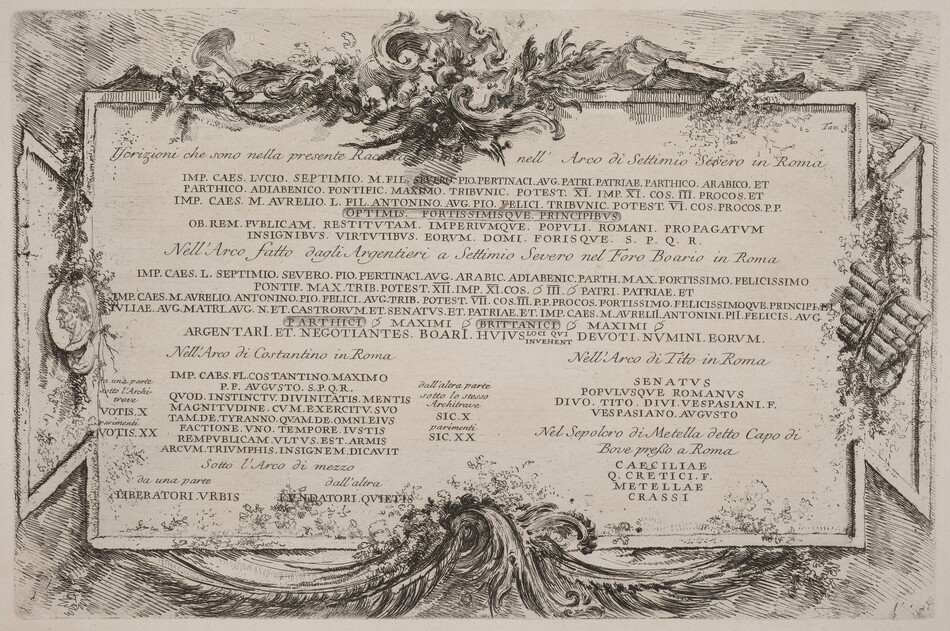 Tav. 3
Iscrizioni che sono nella presente nell' Arco di Settimio Severo in Roma
IMP. CAES. LVCIO. SEPTIMIO. M. FIL. SEVERO. PIO. PERTINACI. AVG. PATRI. PATRIAE. PARTHICO. ARABICO. ET
PARTHICO. ADIABENICO. PONTIFIC. MAXIMO. TRIBVNIC. POTEST. XI. IMP. XI. COS. III. PROCOS. ET
IMP. CAES. M. AVRELIO. L. FIL. ANTONINO. AVG. PIO. FELICI. TRIBVNIC. POTEST. VI. COS. PROCOS. P. P.
OPTIMIS. FORTISSIMISQVE. PRINCIPIBVS
OB. REM. PVBLICAM. RESTITVTAM. IMPERIVMQVE. POPVLI. ROMANI. PROPAGATVM
INSIGNIBVS. VIRTVTIBVS. EORVM. DOMI. FORISQVE. S. P. Q. R.
Nell' Arco fatto dagli Argentieri a Settimio Severo nel Foro Boario in Roma
IMP. CAES. L. SEPTIMIO. SEVERO. PIO. PERTINACI. AVG. ARABIC. ADIABENIC. PARTH. MAX. FORTISSIMO. FELICISSIMO
PONTIF. MAX. TRIB. POTEST. XII. IMP. XI. COS. III. PATRI. PATRIAE. ET
IMP. CAES. M. AVRELIO. ANTONINO. PIO. FELICI. AVG. TRIB. POTEST. VII. COS. III. P. P. PROCOS. FORTISSIMO. FELICISSIMOQVE. PRINCIPI. ET
IVLIAE. AVG. MATRI. AVG. N. ET. CASTRORVM. ET. SENATVS. ET. PATRIAE. ET. IMP. CAES. M. AVRELII. ANTONINI. PII. FELICIS. AVG
PARTHICI MAXIMI BRITTANICI MAXIMI
ARGENTARI. ET. NEGOTIANTES. BOARI. HVIVS LOCI QVI INVEHENT DEVOTI. NVMINI. EORVM.
Nell' Arco di Costantino in Roma
IMP. CAES. FL. COSTANTINO. MAXIMO
P. F. AVGUSTO. S. P. Q. R.
QVOD. INSTINCTV. DIVINITATIS. MENTIS
MAGNITVDINE. CVM. EXERCITV. SVO
TAM. DE. TYRANNO. QVAM. DE. OMNI. EIVS
FACTIONE. VNO. TEMPORE. IVSTIS
REMPVBLICAM. VLTVS. EST. ARMIS
ARCVM. TRIVMPHIS. INSIGNEM. DICAVIT
da una parte
sotto l'Archi
trave
VOTIS. X
parimenti
VOTIS. XX
dall'altra parte
sotto lo stesso
Architrave
SIC. X
parimenti
SIC. XX
Sotto l'Arco di mezzo
da una parte
LIBERATORI. VRBIS
dall'altra
FVNDATORI. QVIETIS
Nell' Arco di Tito in Roma
SENATVS
POPVLVSQVE ROMANVS
DIVO. TITO. DIVI. VESPASIANI. F.
VESPASIANO. AVGVSTO
Nel Sepolcro di Metella detto Capo di
Bove presso a Roma
CAECILIAE
Q. CRETICI. F.
METELLAE
CRASSI